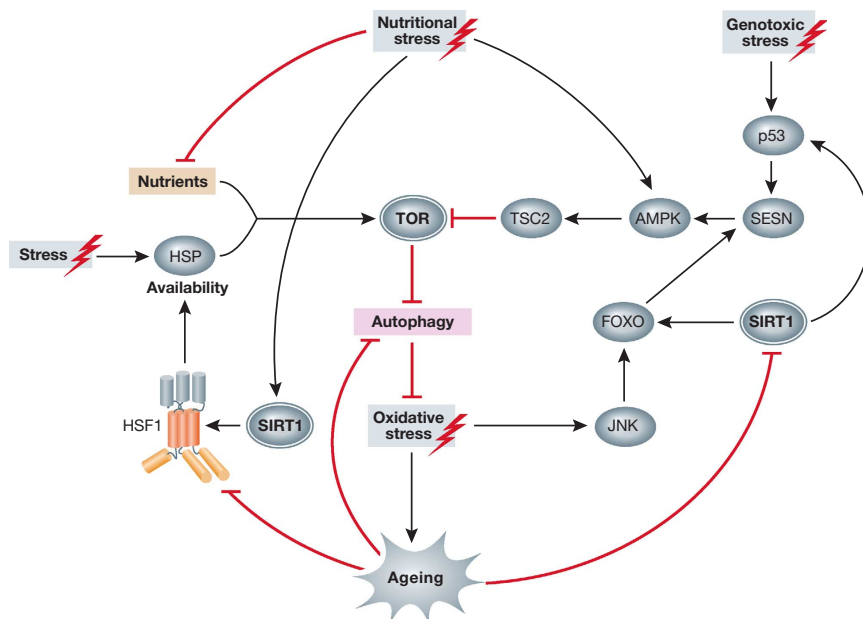 Nutritional
stress
Genotoxic
stress
p53
Nutrients
TOR
TSC2
AMPK
SESN
Stress
HSP
Availability
Autophagy
FOXO
SIRT1
HSF1
SIRT1
Oxidative
stress
JNK
Ageing